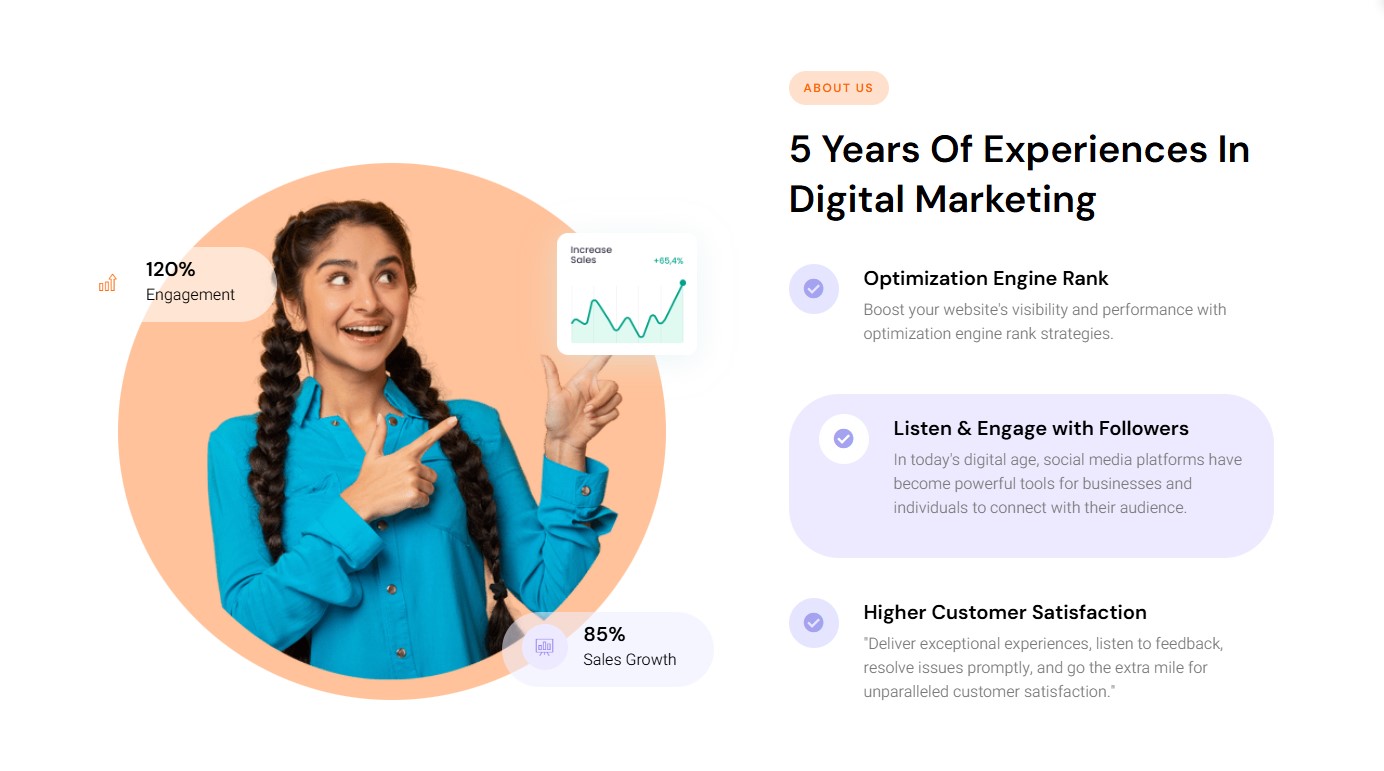 ABOUT US
5 Years Of Experiences In
Digital Marketing
120%
Engagement
Increase
Sales
+65,4%
85%
Sales Growth
Optimization Engine Rank
Boost your website's visibility and performance with
optimization engine rank strategies.
Listen & Engage with Followers
In today's digital age, social media platforms have
become powerful tools for businesses and
individuals to connect with their audience.
Higher Customer Satisfaction
"Deliver exceptional experiences, listen to feedback,
resolve issues promptly, and go the extra mile for
unparalleled customer satisfaction."